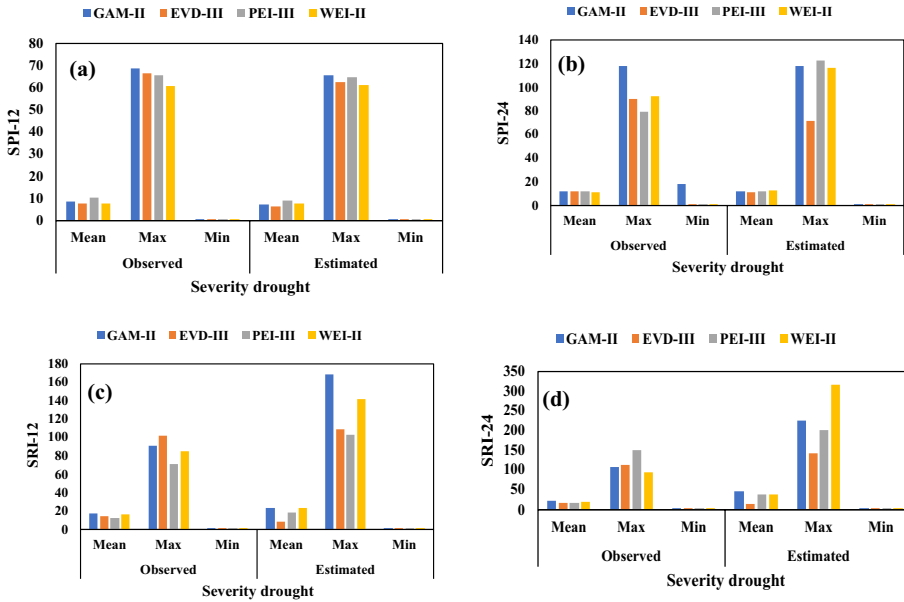 GAM-II EVD-III PEI-III WEI-II
(a)
SPI-12
80
70
60
50
40
30
20
10
0
Mean Max Min Mean Max Min
Observed Estimated
Severity drought
GAM-II EVD-III PEI-III WEI-II
(b)
SPI-24
140
120
100
80
60
40
20
0
Mean Max Min Mean Max Min
Observed Estimated
Severity drought
GAM-II EVD-III PEI-III WEI-II
(c)
SRI-12
180
160
140
120
100
80
60
40
20
0
Mean Max Min Mean Max Min
Observed Estimated
Severity drought
GAM-II EVD-III PEI-III WEI-II
(d)
SRI-24
350
300
250
200
150
100
50
0
Mean Max Min Mean Max Min
Observed Estimated
Severity drought